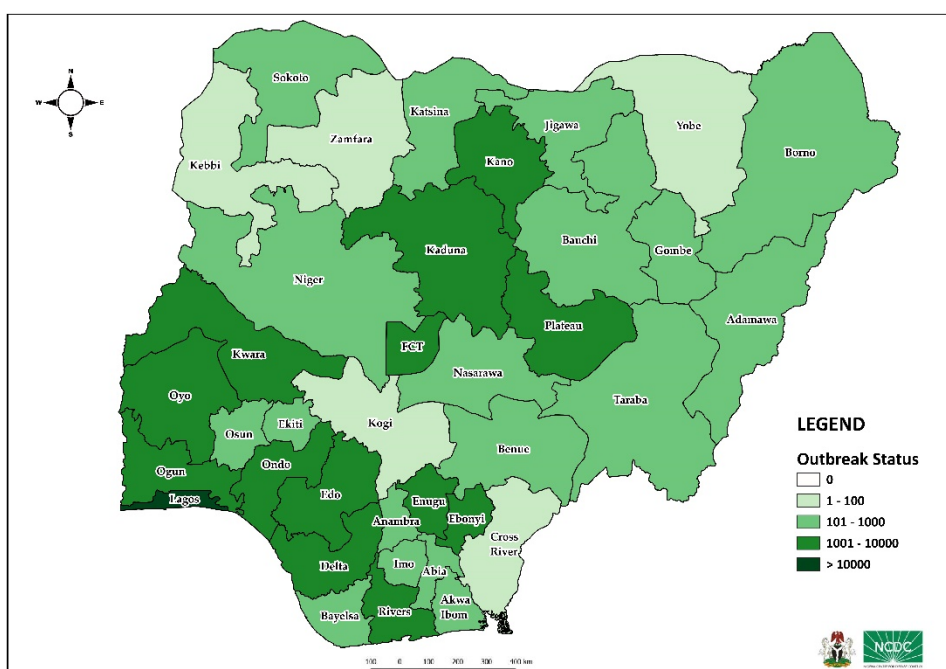 N
W E
S
Sokoto
Katsina
Jigawa
Yobe
Borno
Zamfara
Kebbi
Kano
Kaduna
Bauchi
Gombe
Niger
Adamawa
Plateau
FCT
Kwara
Nasarawa
Taraba
Oyo
Kogi
Benue
Osun
Ekiti
Ogun
Ondo
Lagos
Edo
Enugu
Ebonyi
Anambra
Cross
River
Delta
Imo
Abia
Akwa
Ibom
Bayelsa
Rivers
LEGEND
Outbreak Status
0
1 - 100
101 - 1000
1001 - 10000
> 10000
100 0 100 200 300 400 km
NCDC